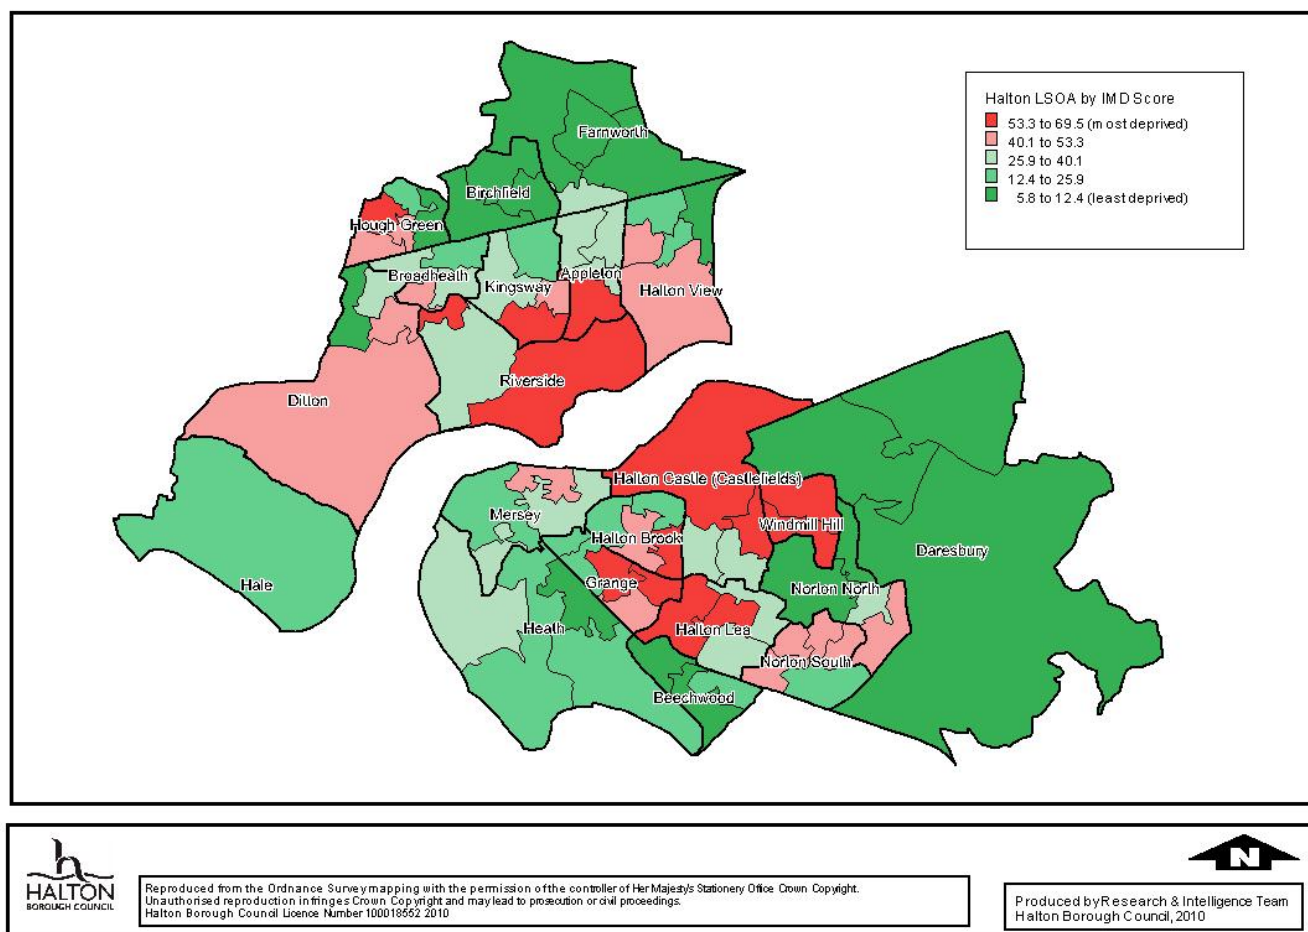 Halton LSOA by IMD Score
53.3 to 69.5 (most deprived)
40.1 to 53.3
25.9 to 40.1
12.4 to 25.9
5.8 to 12.4 (least deprived)
Farnworth
Birchfield
Hough Green
Broadheath
Appleton
Kingsway
Halton View
Riverside
Ditton
Halton Castle (Castlefields)
Mersey
Windmill Hill
Halton Brook
Daresbury
Hale
Grange
Norton North
Heath
Halton Lea
Norton South
Beechwood
N
h
HALTON
BOROUGH COUNCIL
Reproduced from the Ordnance Survey mapping with the permission of the controller of Her Majesty's Stationery Office Crown Copyright.
Unauthorised reproduction infringes Crown Copyright and may lead to prosecution or civil proceedings.
Halton Borough Council Licence Number 100018552 2010
Produced by Research & Intelligence Team
Halton Borough Council, 2010